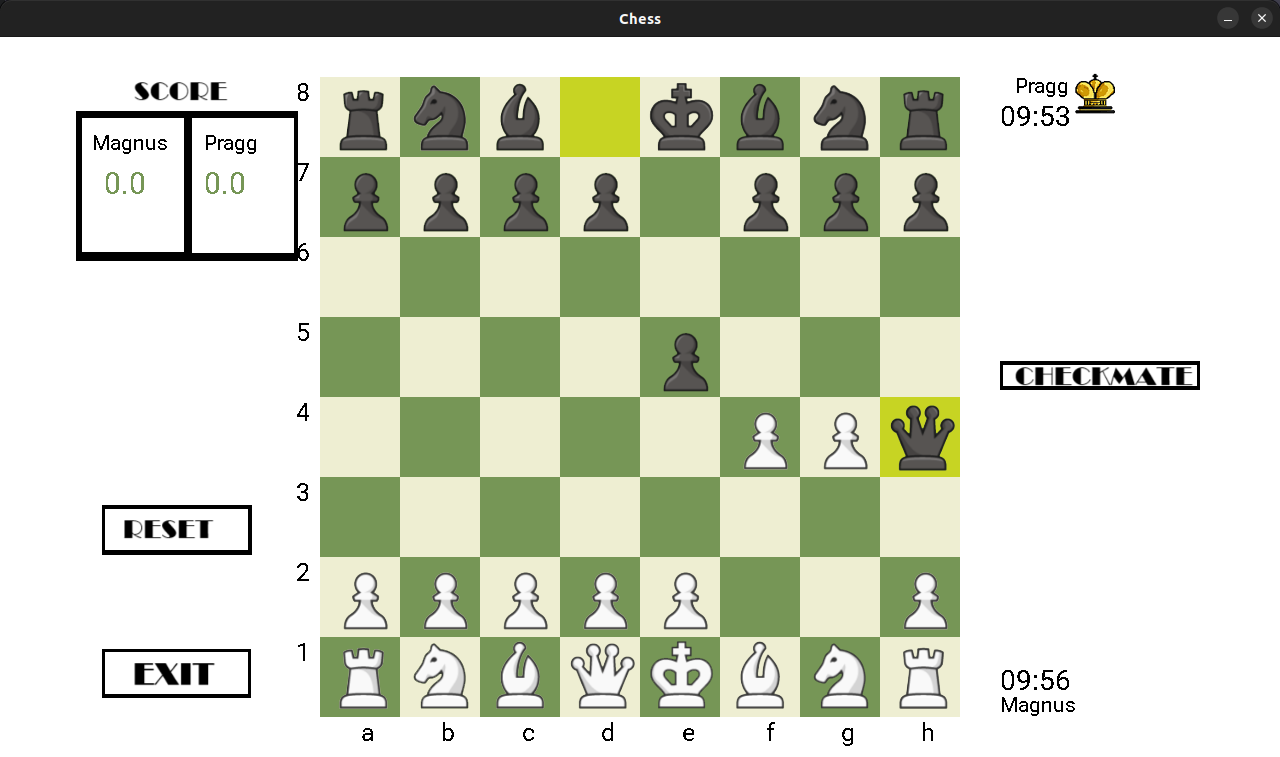 Chess
SCORE
Magnus Pragg
0.0 0.0
8
7
6
5
4
3
2
1
a b c d e f g h
Pragg
09:53
CHECKMATE
RESET
EXIT
09:56
Magnus